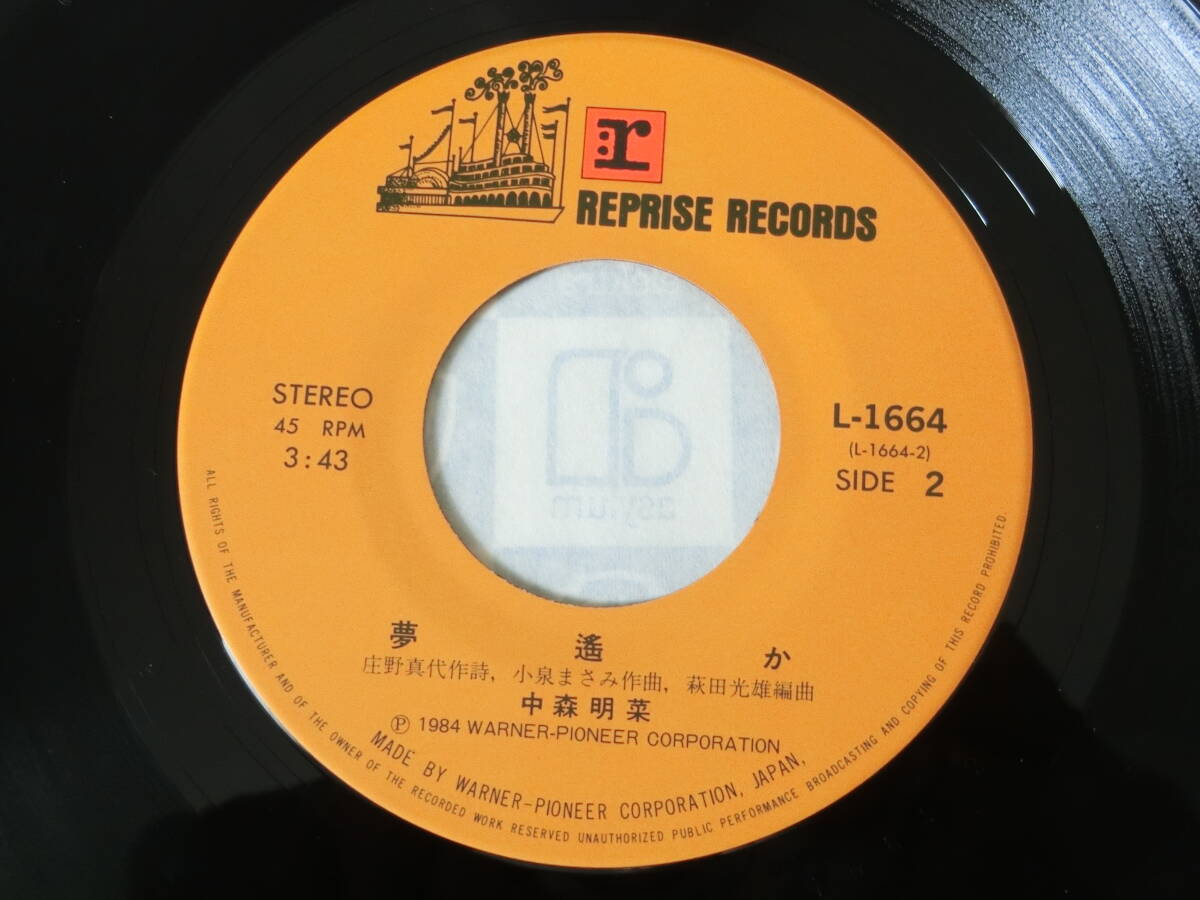 r
REPRISE RECORDS
STEREO
45 RPM
3:43
L-1664
(L-1664-2)
SIDE 2
夢遙か
庄野真代作詩, 小泉まさみ作曲, 萩田光雄編曲
中森明菜
Ⓟ 1984 WARNER-PIONEER CORPORATION
MADE BY WARNER-PIONEER CORPORATION, JAPAN,
ALL RIGHTS OF THE MANUFACTURER AND OF THE OWNER OF THE RECORDED WORK RESERVED UNAUTHORIZED PUBLIC PERFORMANCE BROADCASTING AND COPYING OF THIS RECORD PROHIBITED.
asylum